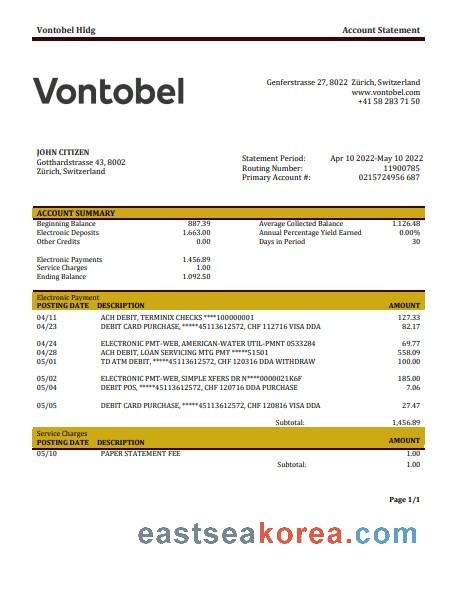 Vontobel Hldg Account Statement
Vontobel
Genferstrasse 27, 8022 Zürich, Switzerland
www.vontobel.com
+41 58 283 71 50
JOHN CITIZEN
Gotthardstrasse 43, 8002
Zürich, Switzerland
Statement Period: Apr 10 2022-May 10 2022
Routing Number: 11900785
Primary Account #: 0215724956 687
ACCOUNT SUMMARY
Beginning Balance 887.39 Average Collected Balance 1.126.48
Electronic Deposits 1.663.00 Annual Percentage Yield Earned 0.00%
Other Credits 0.00 Days in Period 30
Electronic Payments 1.456.89
Service Charges 1.00
Ending Balance 1.092.50
Electronic Payment
POSTING DATE DESCRIPTION AMOUNT
04/11 ACH DEBIT, TERMINIX CHECKS ****100000001 127.33
04/23 DEBIT CARD PURCHASE, *****45113612572, CHF 112716 VISA DDA 82.17
04/24 ELECTRONIC PMT-WEB, AMERICAN-WATER UTIL-PMNT 0533284 69.77
04/28 ACH DEBIT, LOAN SERVICING MTG PMT *****51501 558.09
05/01 TD ATM DEBIT, *****45113612572, CHF 120316 DDA WITHDRAW 100.00
05/02 ELECTRONIC PMT-WEB, SIMPLE XFERS DR N****0000021K6F 185.00
05/04 DEBIT POS, *****45113612572, CHF 120716 DDA PURCHASE 7.06
05/05 DEBIT CARD PURCHASE, *****45113612572, CHF 120816 VISA DDA 27.47
Subtotal: 1,456.89
Service Charges
POSTING DATE DESCRIPTION AMOUNT
05/10 PAPER STATEMENT FEE 1.00
Subtotal: 1.00
Page 1/1
eastseakorea.com